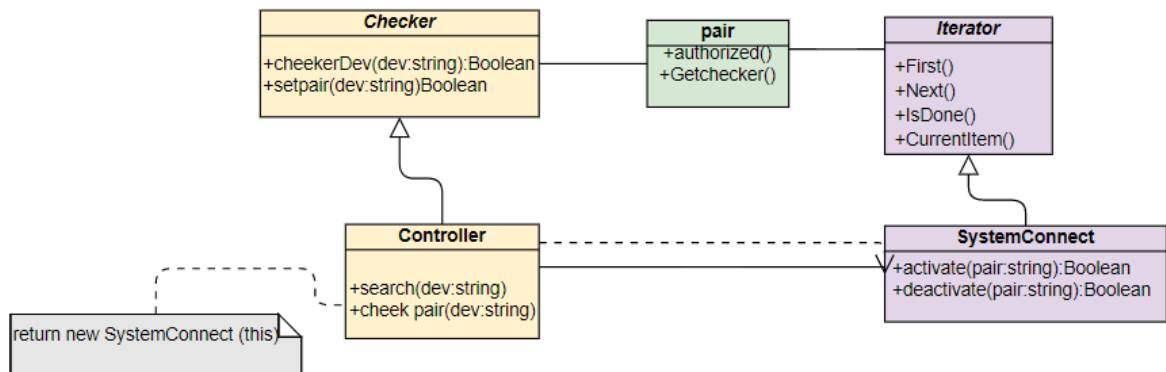 Checker
+cheekerDev(dev:string):Boolean
+setpair(dev:string)Boolean
pair
+authorized()
+Getchecker()
Iterator
+First()
+Next()
+IsDone()
+CurrentItem()
Controller
+search(dev:string)
+cheek pair(dev:string)
SystemConnect
+activate(pair:string):Boolean
+deactivate(pair:string):Boolean
return new SystemConnect (this)